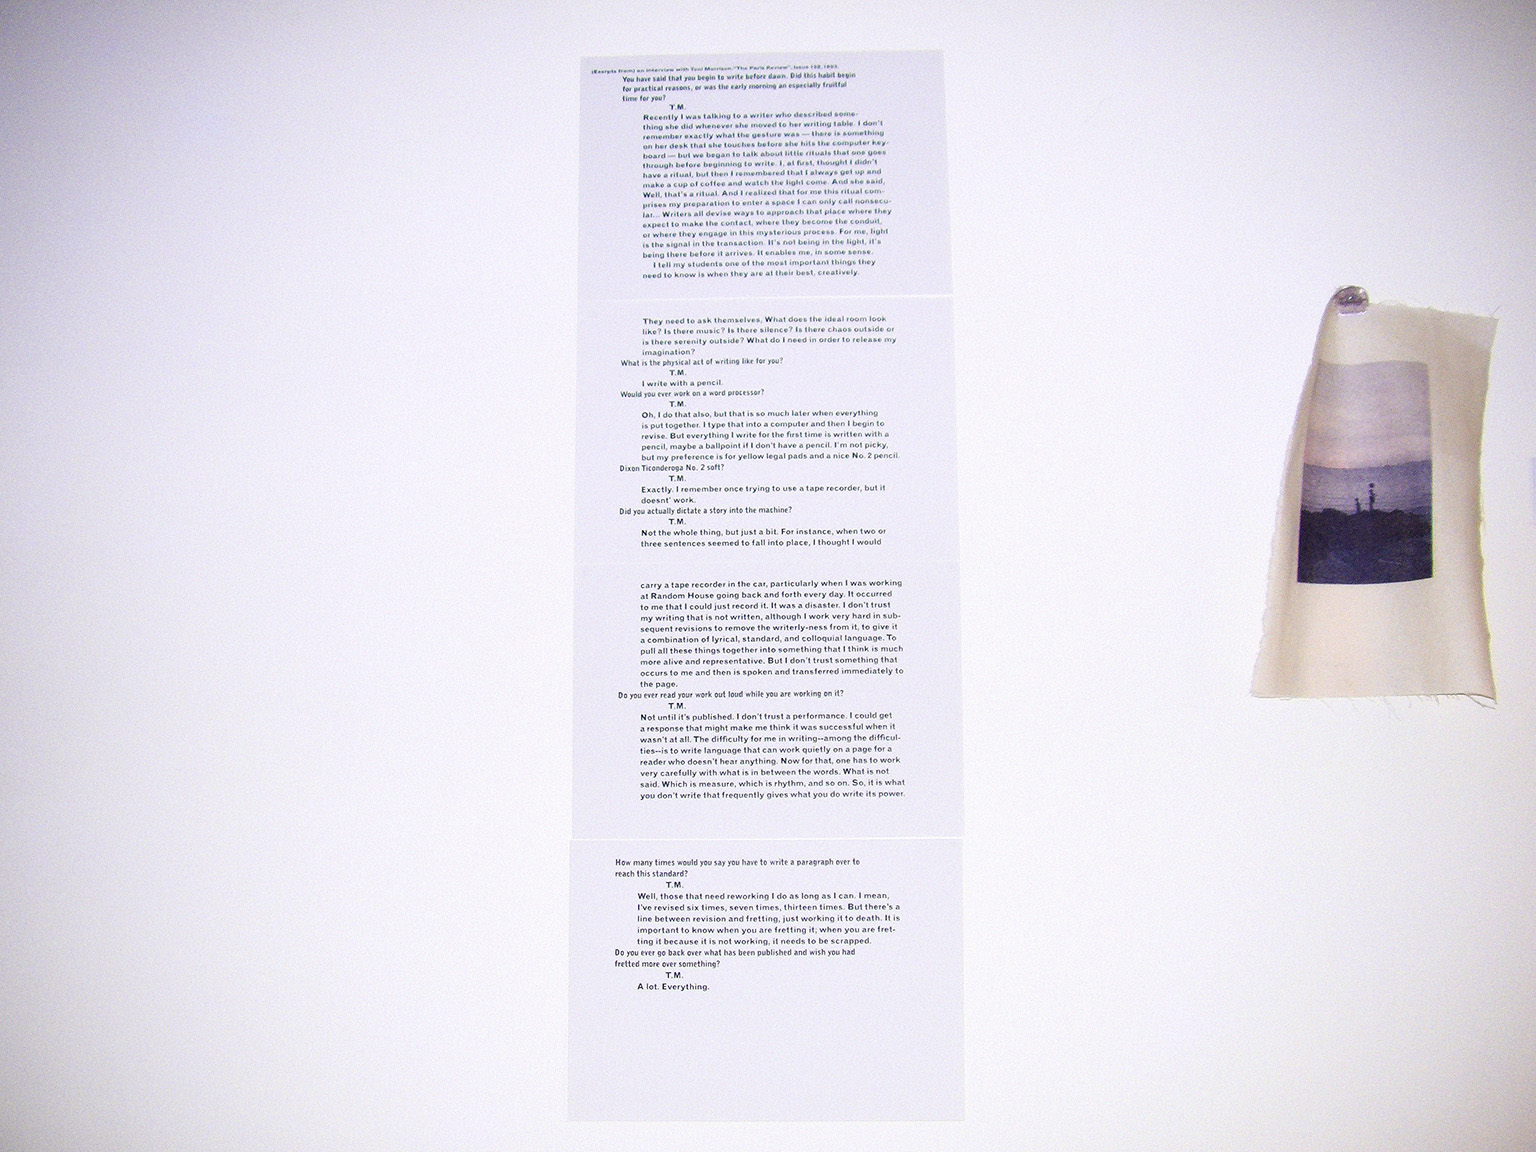 (Exerpts from) an interview with Toni Morrison, "The Paris Review", Issue 128, 1993.
You have said that you begin to write before dawn. Did this habit begin
for practical reasons, or was the early morning an especially fruitful
time for you?
T.M.
Recently I was talking to a writer who described some-
thing she did whenever she moved to her writing table. I don't
remember exactly what the gesture was — there is something
on her desk that she touches before she hits the computer key-
board — but we began to talk about little rituals that one goes
through before beginning to write. I, at first, thought I didn't
have a ritual, but then I remembered that I always get up and
make a cup of coffee and watch the light come. And she said,
Well, that's a ritual. And I realized that for me this ritual com-
prises my preparation to enter a space I can only call nonsecu-
lar... Writers all devise ways to approach that place where they
expect to make the contact, where they become the conduit,
or where they engage in this mysterious process. For me, light
is the signal in the transaction. It's not being in the light, it's
being there before it arrives. It enables me, in some sense.
I tell my students one of the most important things they
need to know is when they are at their best, creatively.
They need to ask themselves, What does the ideal room look
like? Is there music? Is there silence? Is there chaos outside or
is there serenity outside? What do I need in order to release my
imagination?
What is the physical act of writing like for you?
T.M.
I write with a pencil.
Would you ever work on a word processor?
T.M.
Oh, I do that also, but that is so much later when everything
is put together. I type that into a computer and then I begin to
revise. But everything I write for the first time is written with a
pencil, maybe a ballpoint if I don't have a pencil. I'm not picky,
but my preference is for yellow legal pads and a nice No. 2 pencil.
Dixon Ticonderoga No. 2 soft?
T.M.
Exactly. I remember once trying to use a tape recorder, but it
doesnt' work.
Did you actually dictate a story into the machine?
T.M.
Not the whole thing, but just a bit. For instance, when two or
three sentences seemed to fall into place, I thought I would
carry a tape recorder in the car, particularly when I was working
at Random House going back and forth every day. It occurred
to me that I could just record it. It was a disaster. I don't trust
my writing that is not written, although I work very hard in sub-
sequent revisions to remove the writerly-ness from it, to give it
a combination of lyrical, standard, and colloquial language. To
pull all these things together into something that I think is much
more alive and representative. But I don't trust something that
occurs to me and then is spoken and transferred immediately to
the page.
Do you ever read your work out loud while you are working on it?
T.M.
Not until it's published. I don't trust a performance. I could get
a response that might make me think it was successful when it
wasn't at all. The difficulty for me in writing--among the difficul-
ties--is to write language that can work quietly on a page for a
reader who doesn't hear anything. Now for that, one has to work
very carefully with what is in between the words. What is not
said. Which is measure, which is rhythm, and so on. So, it is what
you don't write that frequently gives what you do write its power.
How many times would you say you have to write a paragraph over to
reach this standard?
T.M.
Well, those that need reworking I do as long as I can. I mean,
I've revised six times, seven times, thirteen times. But there's a
line between revision and fretting, just working it to death. It is
important to know when you are fretting it; when you are fret-
ting it because it is not working, it needs to be scrapped.
Do you ever go back over what has been published and wish you had
fretted more over something?
T.M.
A lot. Everything.